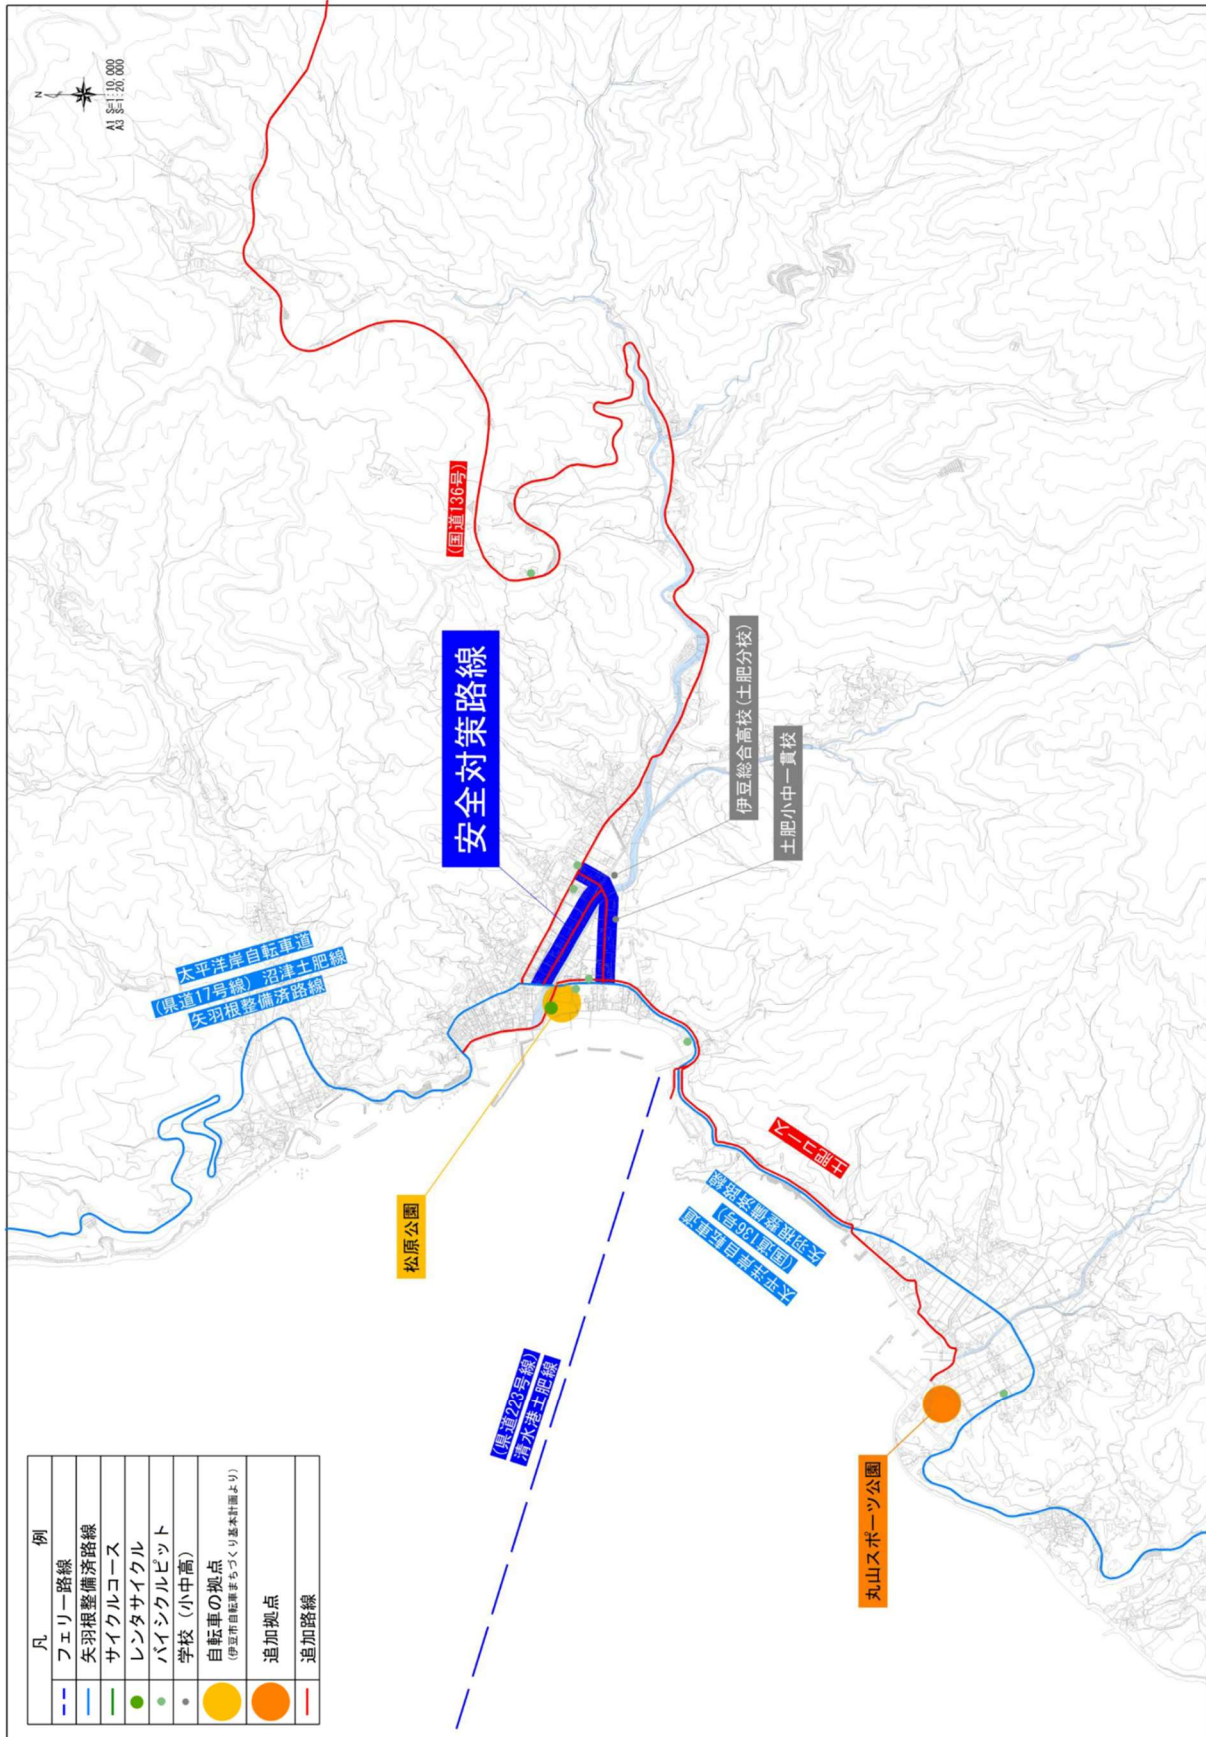 N
A1 S=1:10,000
A3 S=1:20,000
(国道136号)
安全対策路線
伊豆総合高校(土肥分校)
土肥小中一貫校
太平洋岸自転車道
(県道17号線) 沼津土肥線
矢羽根整備済路線
松原公園
土肥コース
太平洋岸自転車道
(国道136号)
矢羽根整備済路線
(県道223号線)
清水港土肥線
丸山スポーツ公園
凡 例
フェリー路線
矢羽根整備済路線
サイクルコース
レンタサイクル
バイシクルピット
学校 (小中高)
自転車の拠点
(伊豆市自転車まちづくり基本計画より)
追加拠点
追加路線